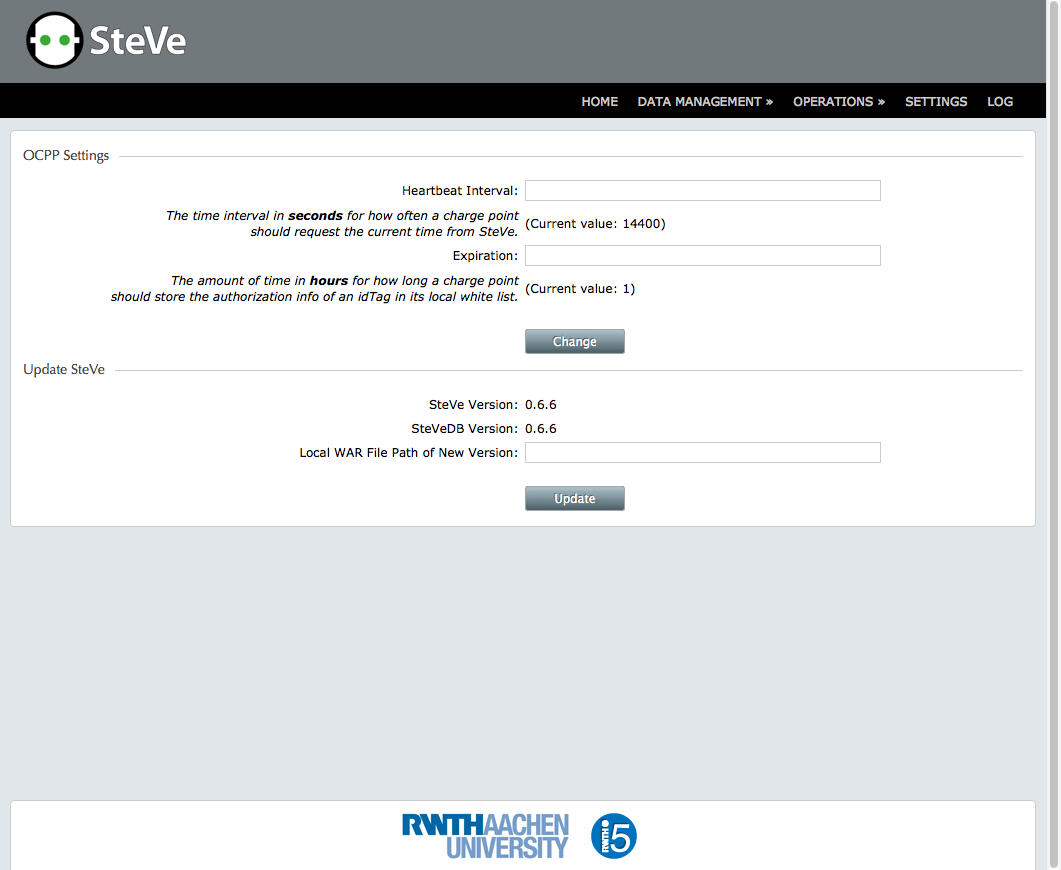 SteVe
HOME DATA MANAGEMENT » OPERATIONS » SETTINGS LOG
OCPP Settings
Heartbeat Interval:
The time interval in seconds for how often a charge point
should request the current time from SteVe.
(Current value: 14400)
Expiration:
The amount of time in hours for how long a charge point
should store the authorization info of an idTag in its local white list.
(Current value: 1)
Change
Update SteVe
SteVe Version: 0.6.6
SteVeDB Version: 0.6.6
Local WAR File Path of New Version:
Update
RWTHAACHEN
UNIVERSITY
RWTH i5